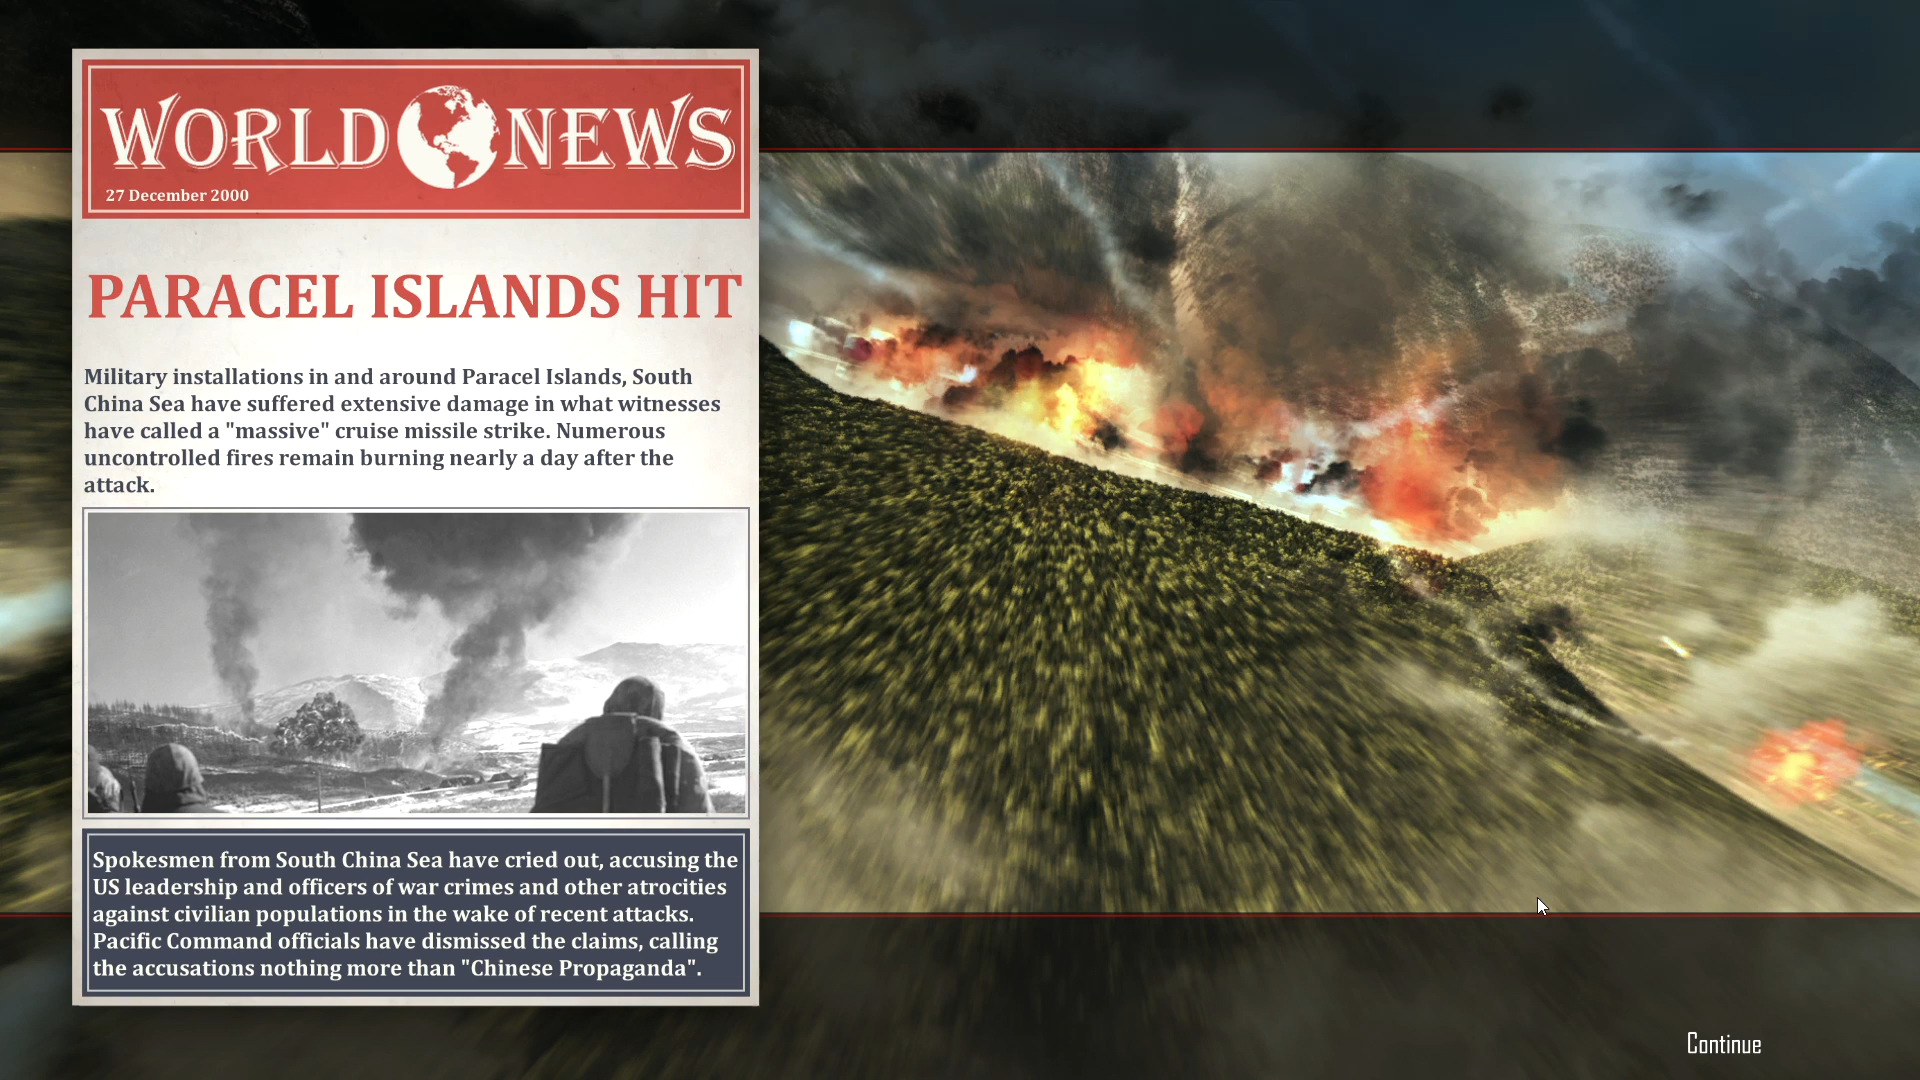 WORLD NEWS
27 December 2000
PARACEL ISLANDS HIT
Military installations in and around Paracel Islands, South
China Sea have suffered extensive damage in what witnesses
have called a "massive" cruise missile strike. Numerous
uncontrolled fires remain burning nearly a day after the
attack.
Spokesmen from South China Sea have cried out, accusing the
US leadership and officers of war crimes and other atrocities
against civilian populations in the wake of recent attacks.
Pacific Command officials have dismissed the claims, calling
the accusations nothing more than "Chinese Propaganda".
Continue